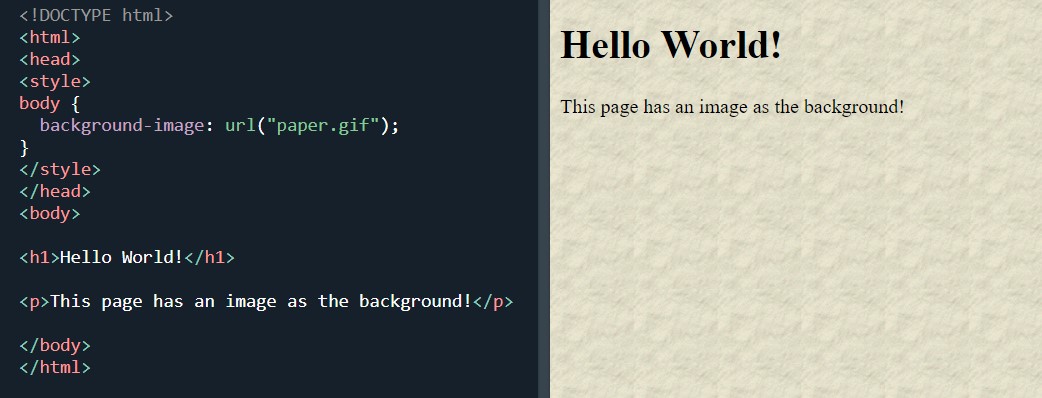 <!DOCTYPE html>
<html>
<head>
<style>
body {
  background-image: url("paper.gif");
}
</style>
</head>
<body>

<h1>Hello World!</h1>

<p>This page has an image as the background!</p>

</body>
</html>
Hello World!
This page has an image as the background!